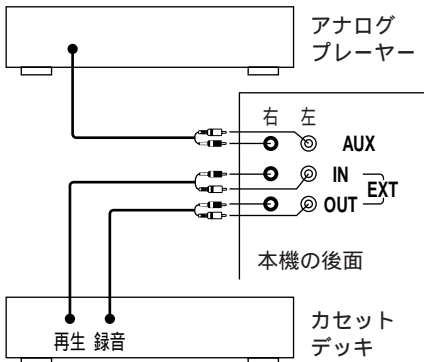 アナログ
プレーヤー
右 左
AUX
IN
EXT
OUT
本機の後面
再生 録音
カセット
デッキ